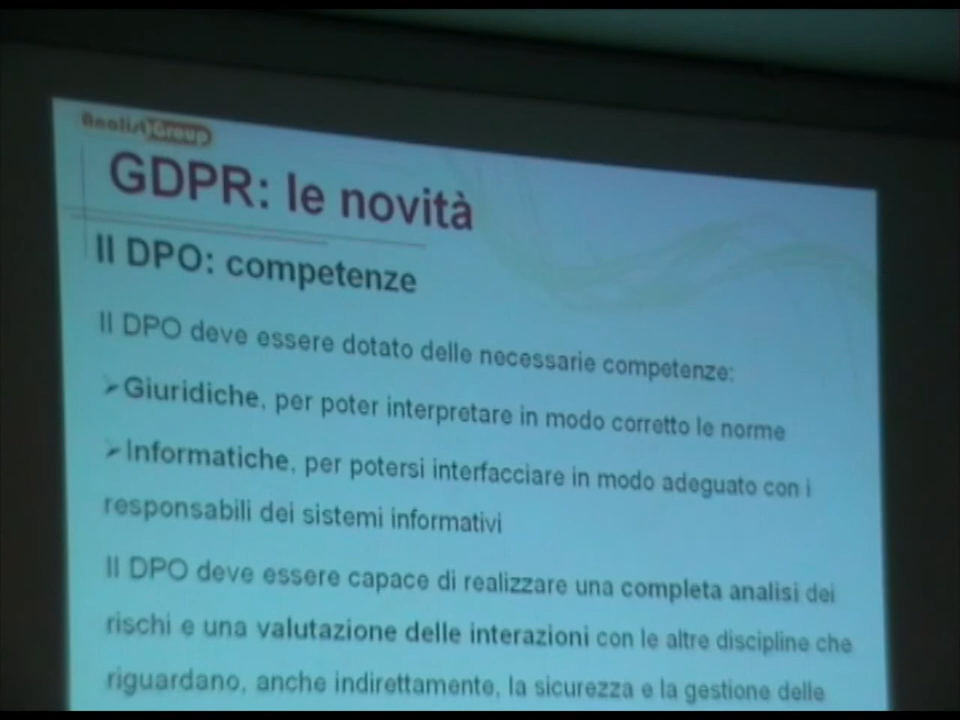 Analist Group
GDPR: le novità
Il DPO: competenze
Il DPO deve essere dotato delle necessarie competenze:
➢Giuridiche, per poter interpretare in modo corretto le norme
➢Informatiche, per potersi interfacciare in modo adeguato con i
responsabili dei sistemi informativi
Il DPO deve essere capace di realizzare una completa analisi dei
rischi e una valutazione delle interazioni con le altre discipline che
riguardano, anche indirettamente, la sicurezza e la gestione delle